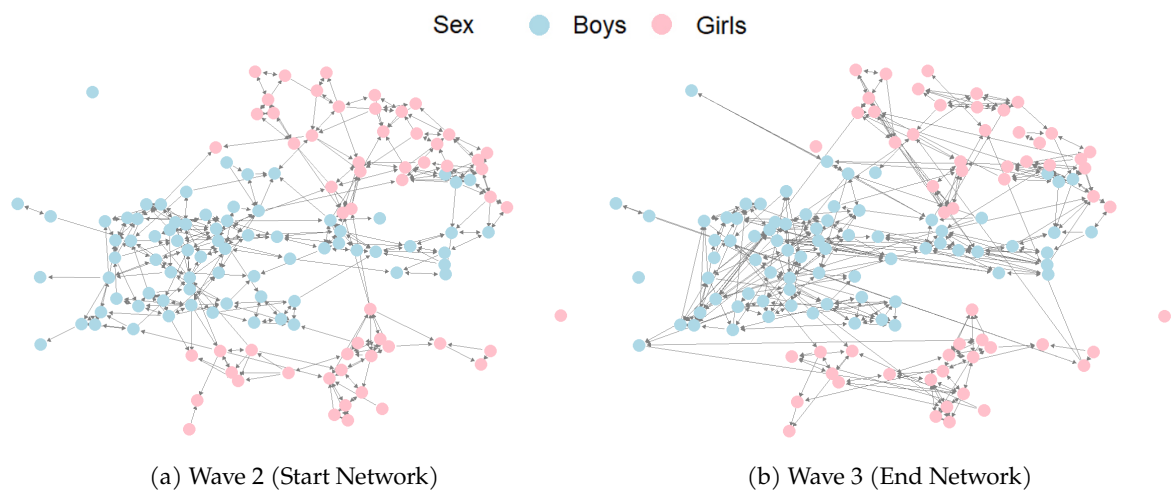 Sex Boys Girls
(a) Wave 2 (Start Network)
(b) Wave 3 (End Network)